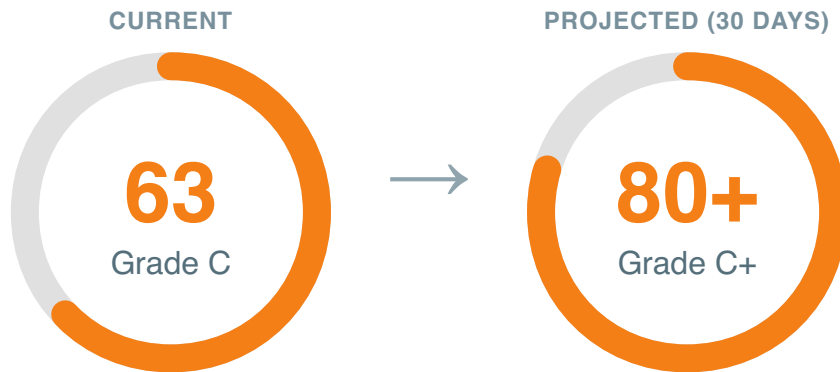 CURRENT
63
Grade C
→
PROJECTED (30 DAYS)
80+
Grade C+